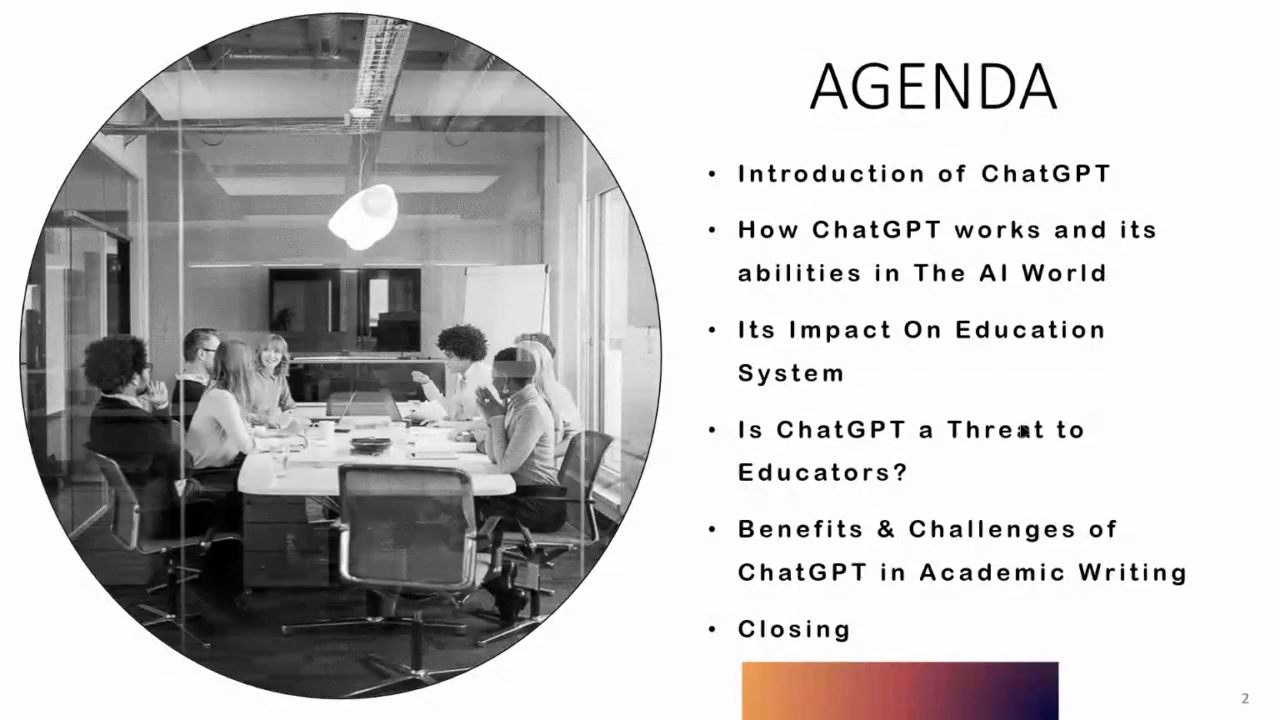 AGENDA
• Introduction of ChatGPT
• How ChatGPT works and its
abilities in The AI World
• Its Impact On Education
System
• Is ChatGPT a Threat to
Educators?
• Benefits & Challenges of
ChatGPT in Academic Writing
• Closing
2